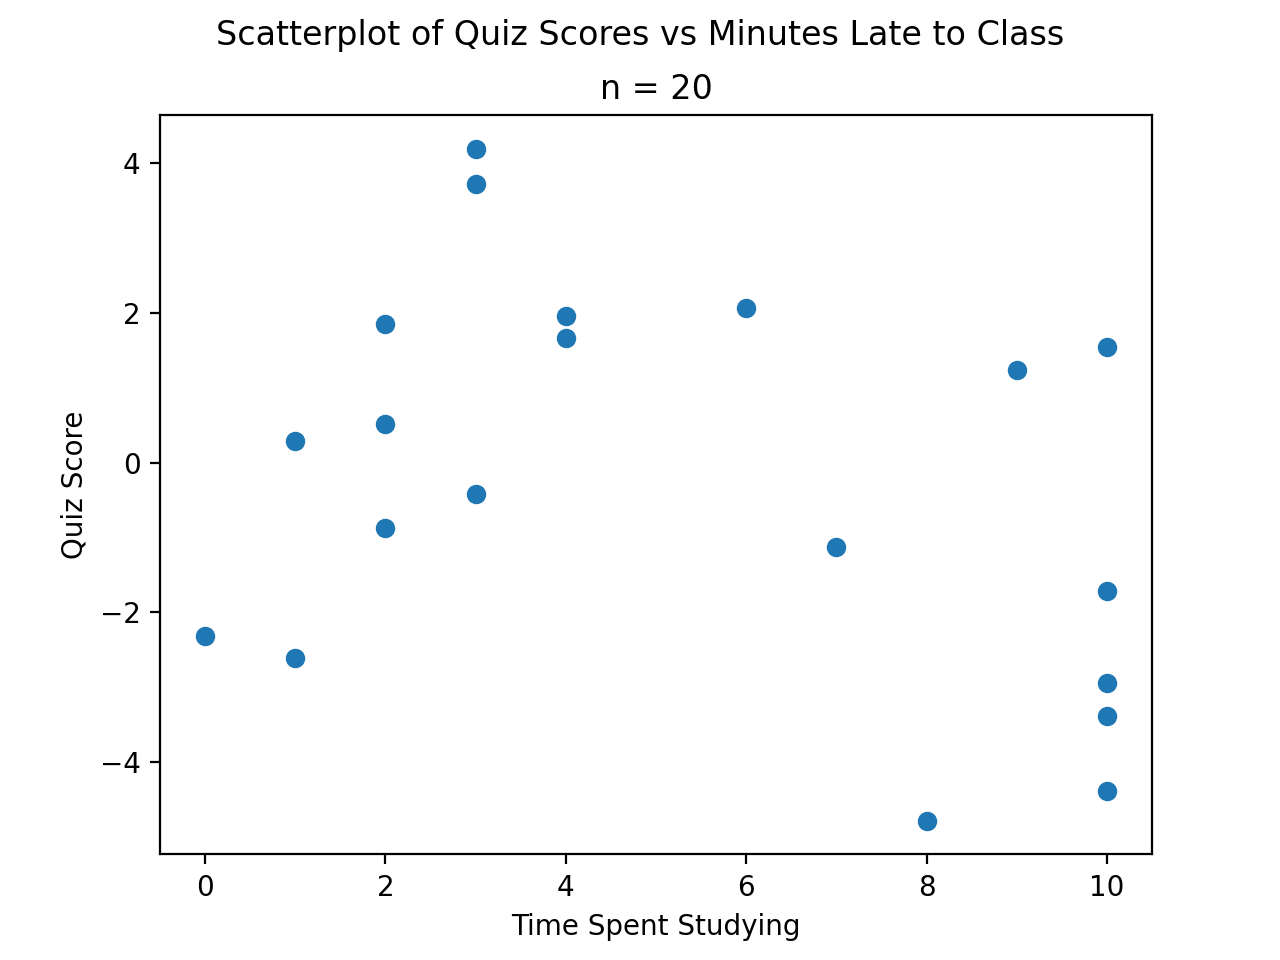 Scatterplot of Quiz Scores vs Minutes Late to Class
n = 20
4
2
0
−2
−4
Quiz Score
0 2 4 6 8 10
Time Spent Studying